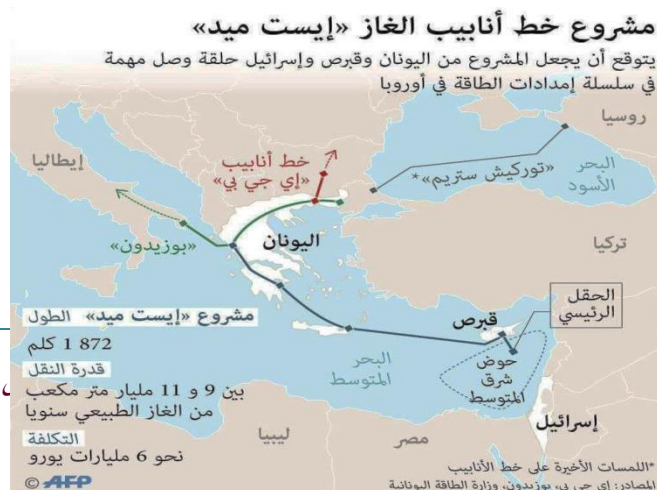 مشروع خط أنابيب الغاز «إيست ميد»
يتوقع أن يجعل المشروع من اليونان وقبرص وإسرائيل حلقة وصل مهمة
في سلسلة إمدادات الطاقة في أوروبا
روسيا
إيطاليا
خط أنابيب
«إي جي بي»
«توركيش ستريم»*
البحر
الأسود
«بوزيدون»
اليونان
تركيا
الحقل
الرئيسي
قبرص
مشروع «إيست ميد» الطول
1 872 كلم
قدرة النقل
بين 9 و 11 مليار متر مكعب
من الغاز الطبيعي سنويا
التكلفة
نحو 6 مليارات يورو
البحر
المتوسط
حوض
شرق
المتوسط
إسرائيل
ليبيا
مصر
*اللمسات الأخيرة على خط الأنابيب
المصادر: إي جي بي، بوزيدون، وزارة الطاقة اليونانية
© AFP